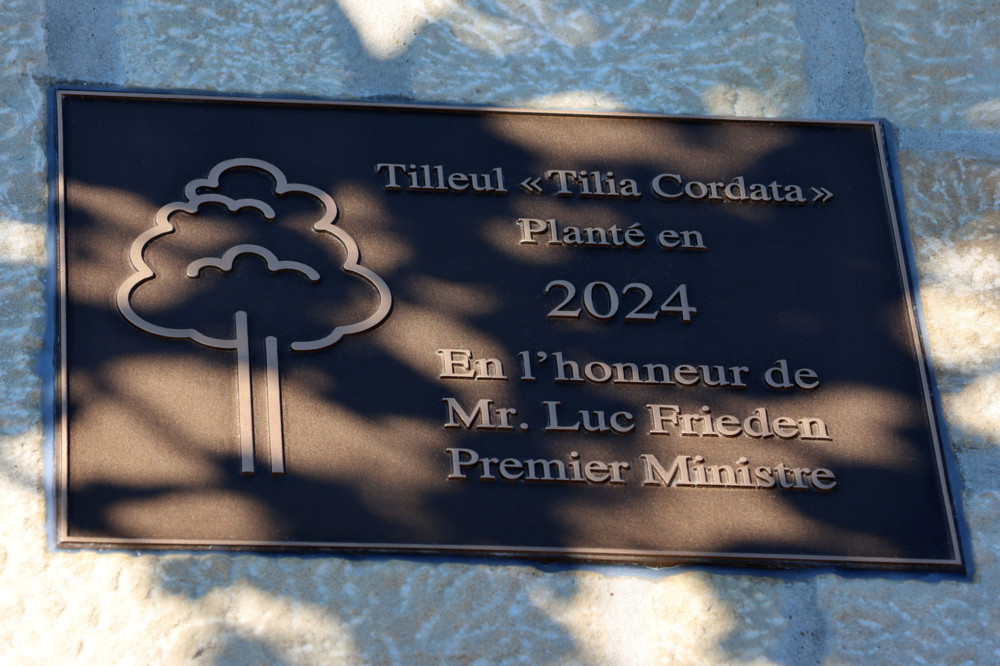 Tilleul «Tilia Cordata»
Planté en
2024
En l'honneur de
Mr. Luc Frieden
Premier Ministre